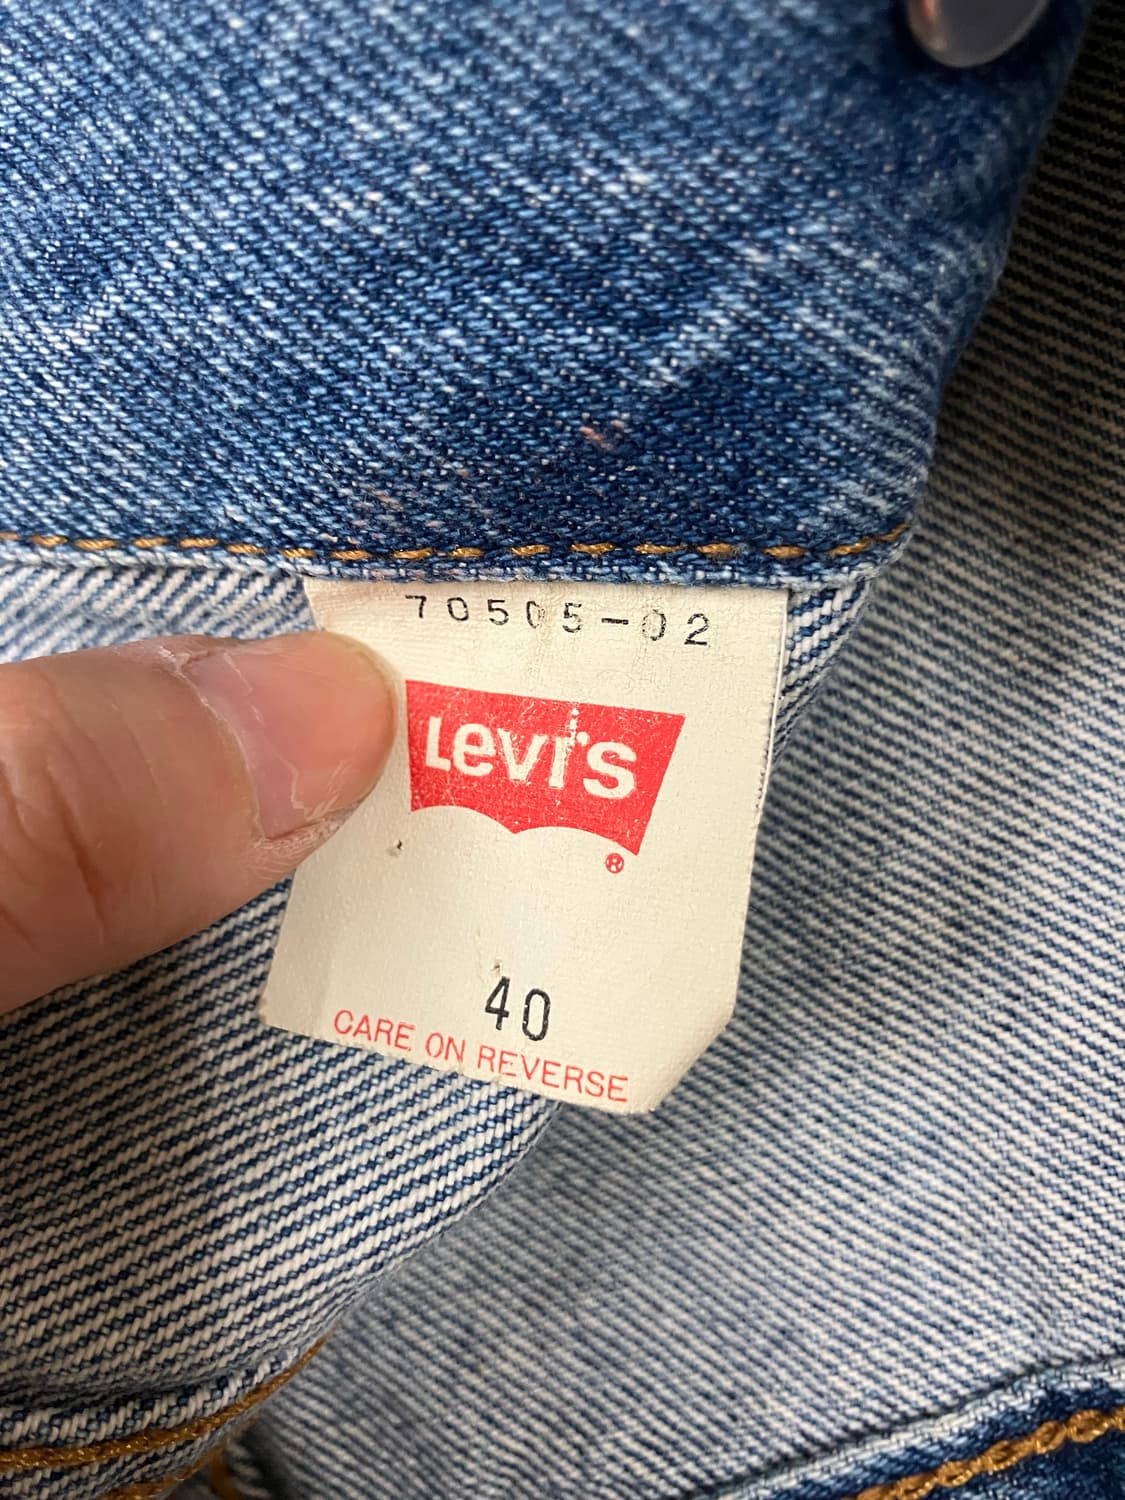 70505-02
Levi's
®
40
CARE ON REVERSE